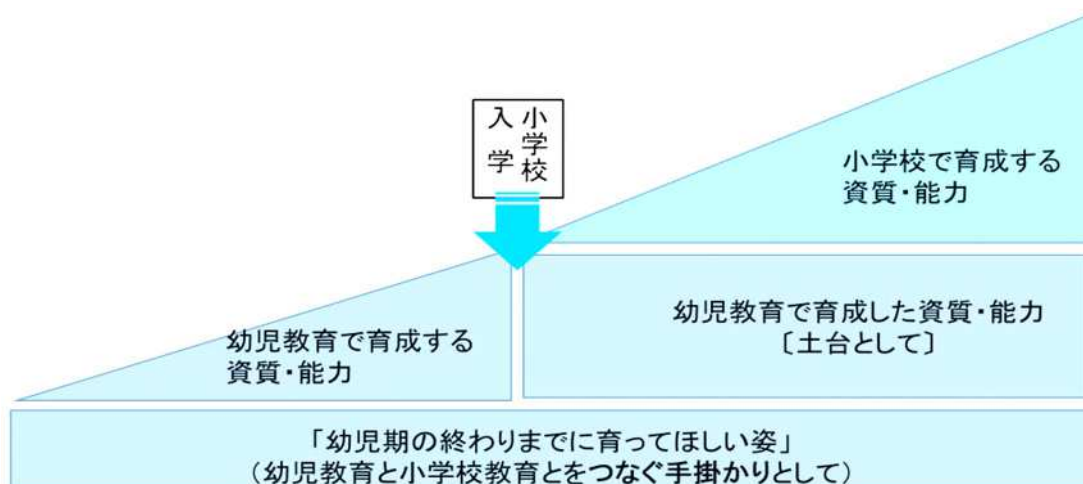 小学校
入学
小学校で育成する
資質・能力
幼児教育で育成する
資質・能力
幼児教育で育成した資質・能力
〔土台として〕
「幼児期の終わりまでに育ってほしい姿」
（幼児教育と小学校教育とをつなぐ手掛かりとして）